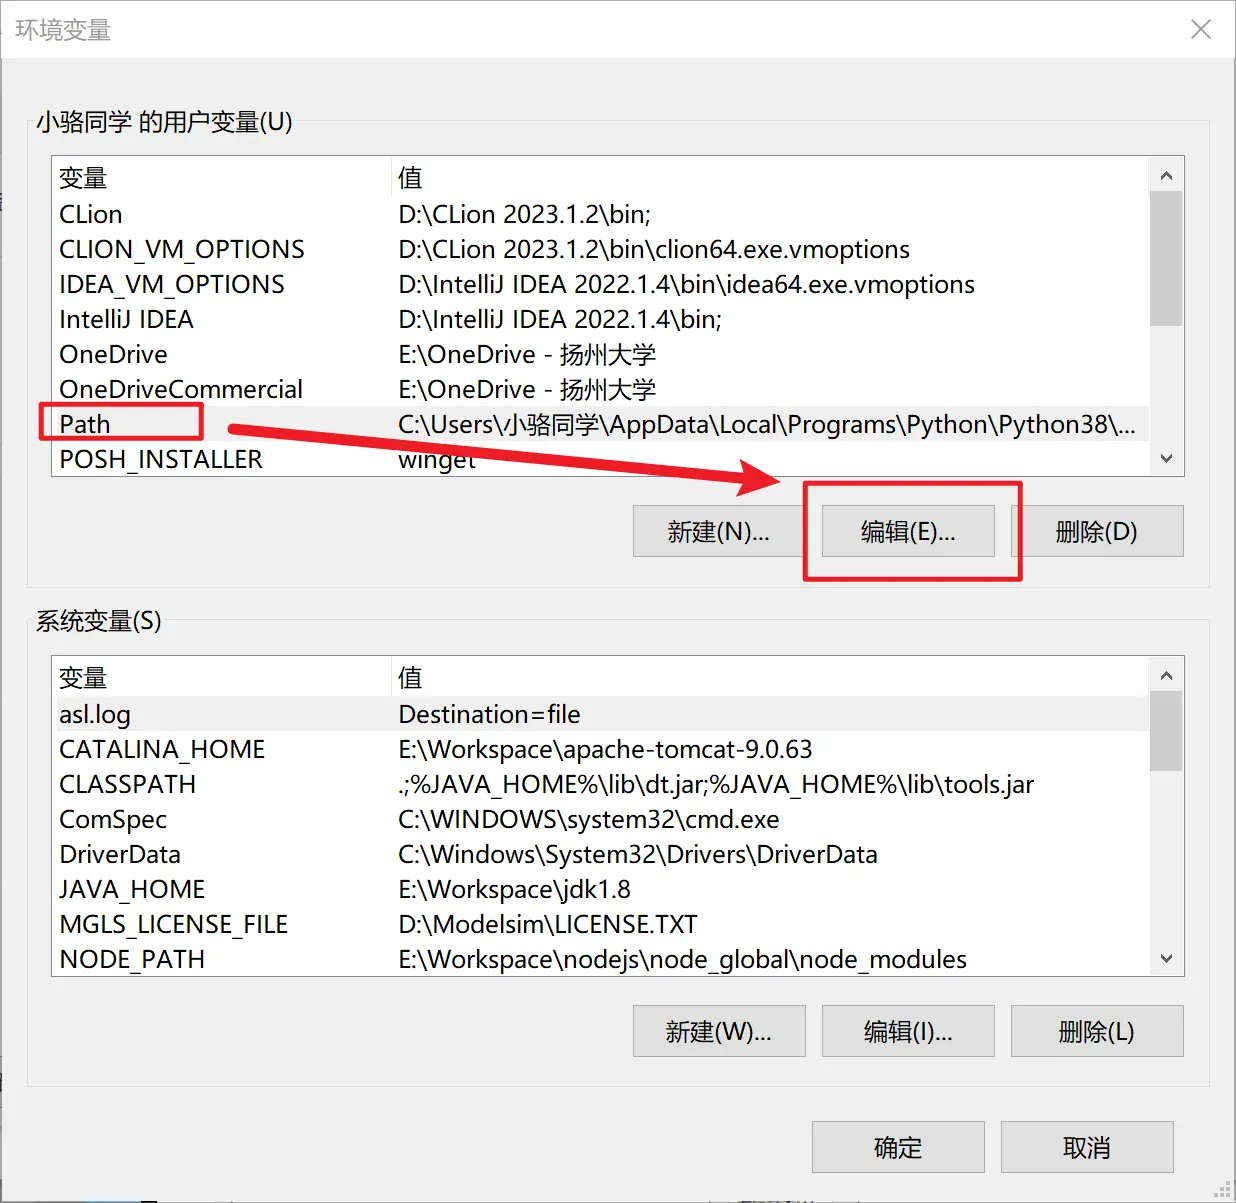 环境变量
小骆同学 的用户变量(U)
变量 值
CLion D:\CLion 2023.1.2\bin;
CLION_VM_OPTIONS D:\CLion 2023.1.2\bin\clion64.exe.vmoptions
IDEA_VM_OPTIONS D:\IntelliJ IDEA 2022.1.4\bin\idea64.exe.vmoptions
IntelliJ IDEA D:\IntelliJ IDEA 2022.1.4\bin;
OneDrive E:\OneDrive - 扬州大学
OneDriveCommercial E:\OneDrive - 扬州大学
Path C:\Users\小骆同学\AppData\Local\Programs\Python\Python38\...
POSH_INSTALLER winget
新建(N)... 编辑(E)... 删除(D)
系统变量(S)
变量 值
asl.log Destination=file
CATALINA_HOME E:\Workspace\apache-tomcat-9.0.63
CLASSPATH .;%JAVA_HOME%\lib\dt.jar;%JAVA_HOME%\lib\tools.jar
ComSpec C:\WINDOWS\system32\cmd.exe
DriverData C:\Windows\System32\Drivers\DriverData
JAVA_HOME E:\Workspace\jdk1.8
MGLS_LICENSE_FILE D:\Modelsim\LICENSE.TXT
NODE_PATH E:\Workspace\nodejs\node_global\node_modules
新建(W)... 编辑(I)... 删除(L)
确定 取消